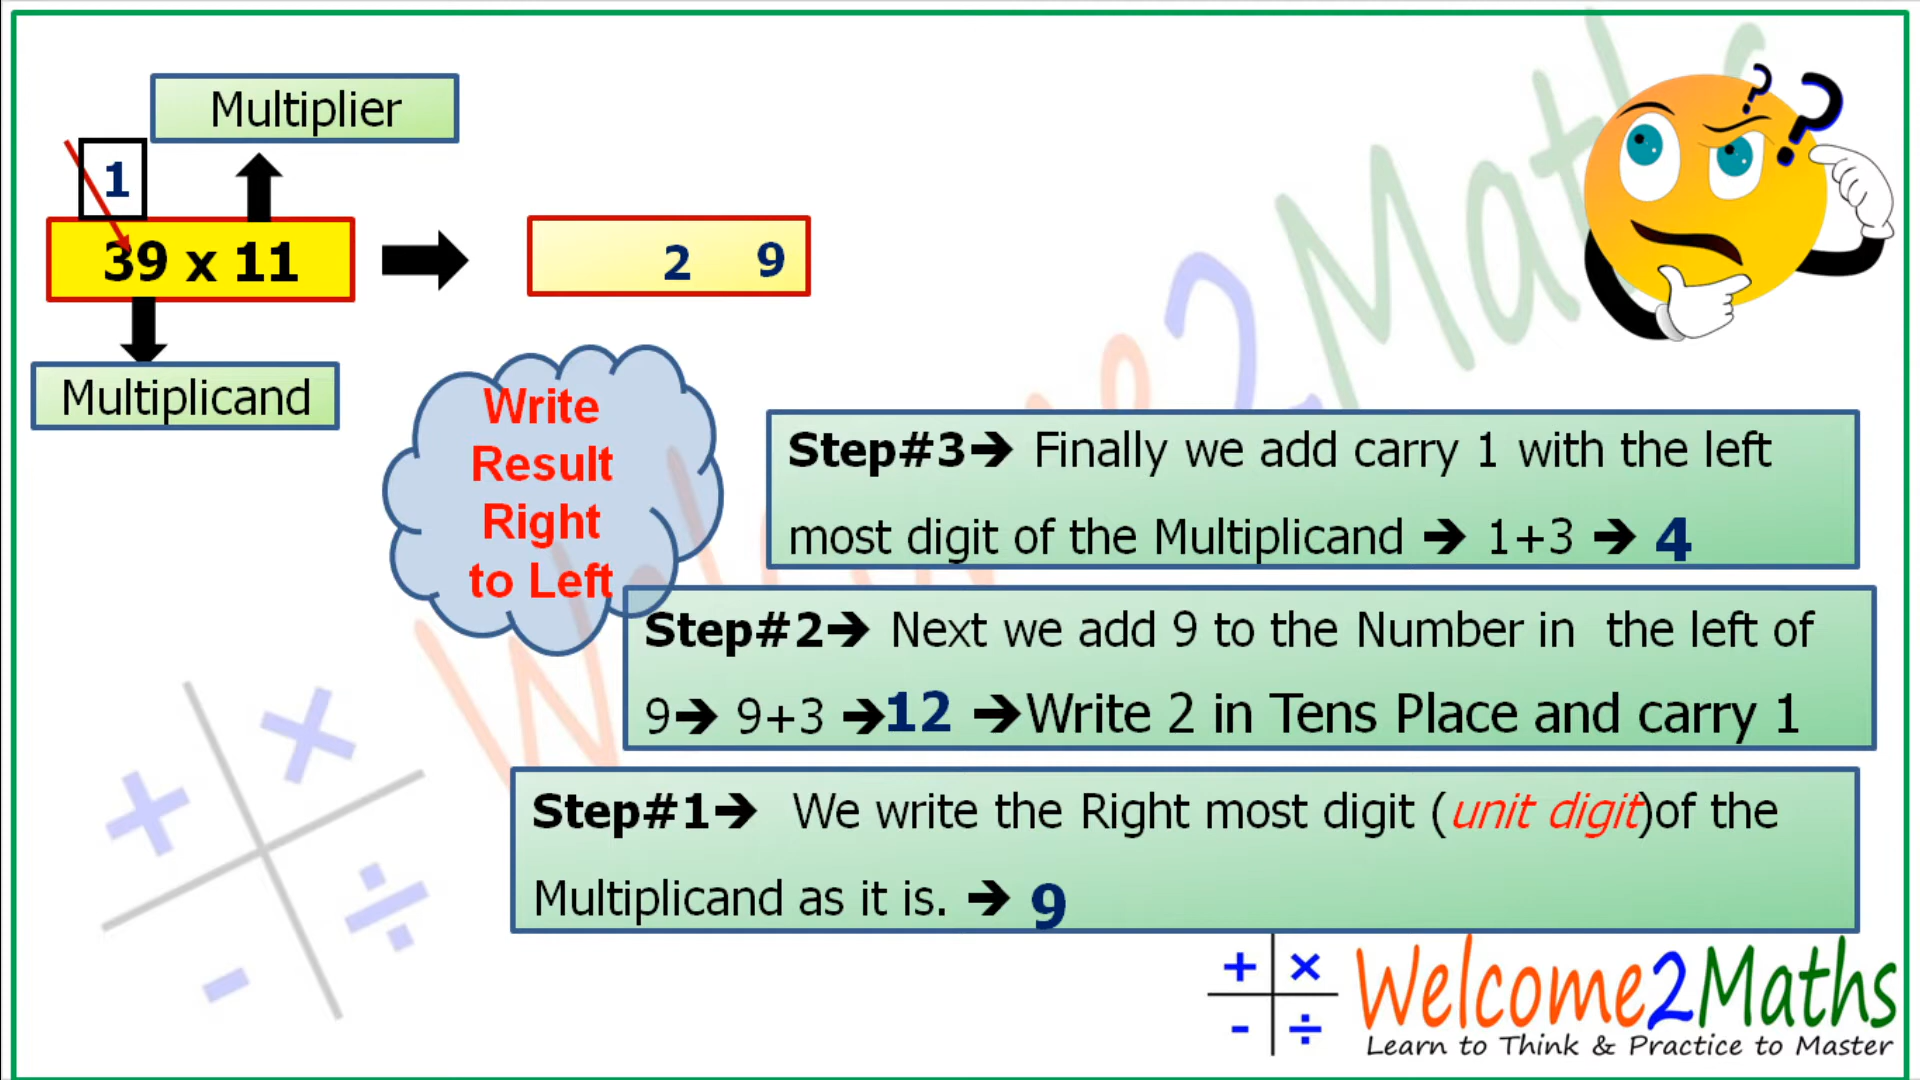 Multiplier
1
39 x 11
2 9
Multiplicand
Write
Result
Right
to Left
Step#3➔ Finally we add carry 1 with the left
most digit of the Multiplicand ➔ 1+3 ➔ 4
Step#2➔ Next we add 9 to the Number in the left of
9➔ 9+3 ➔12 ➔Write 2 in Tens Place and carry 1
Step#1➔ We write the Right most digit (unit digit)of the
Multiplicand as it is. ➔ 9
+ ×
- ÷
Welcome2Maths
Learn to Think & Practice to Master
? ?
Welcome2Maths
+ ×
- ÷